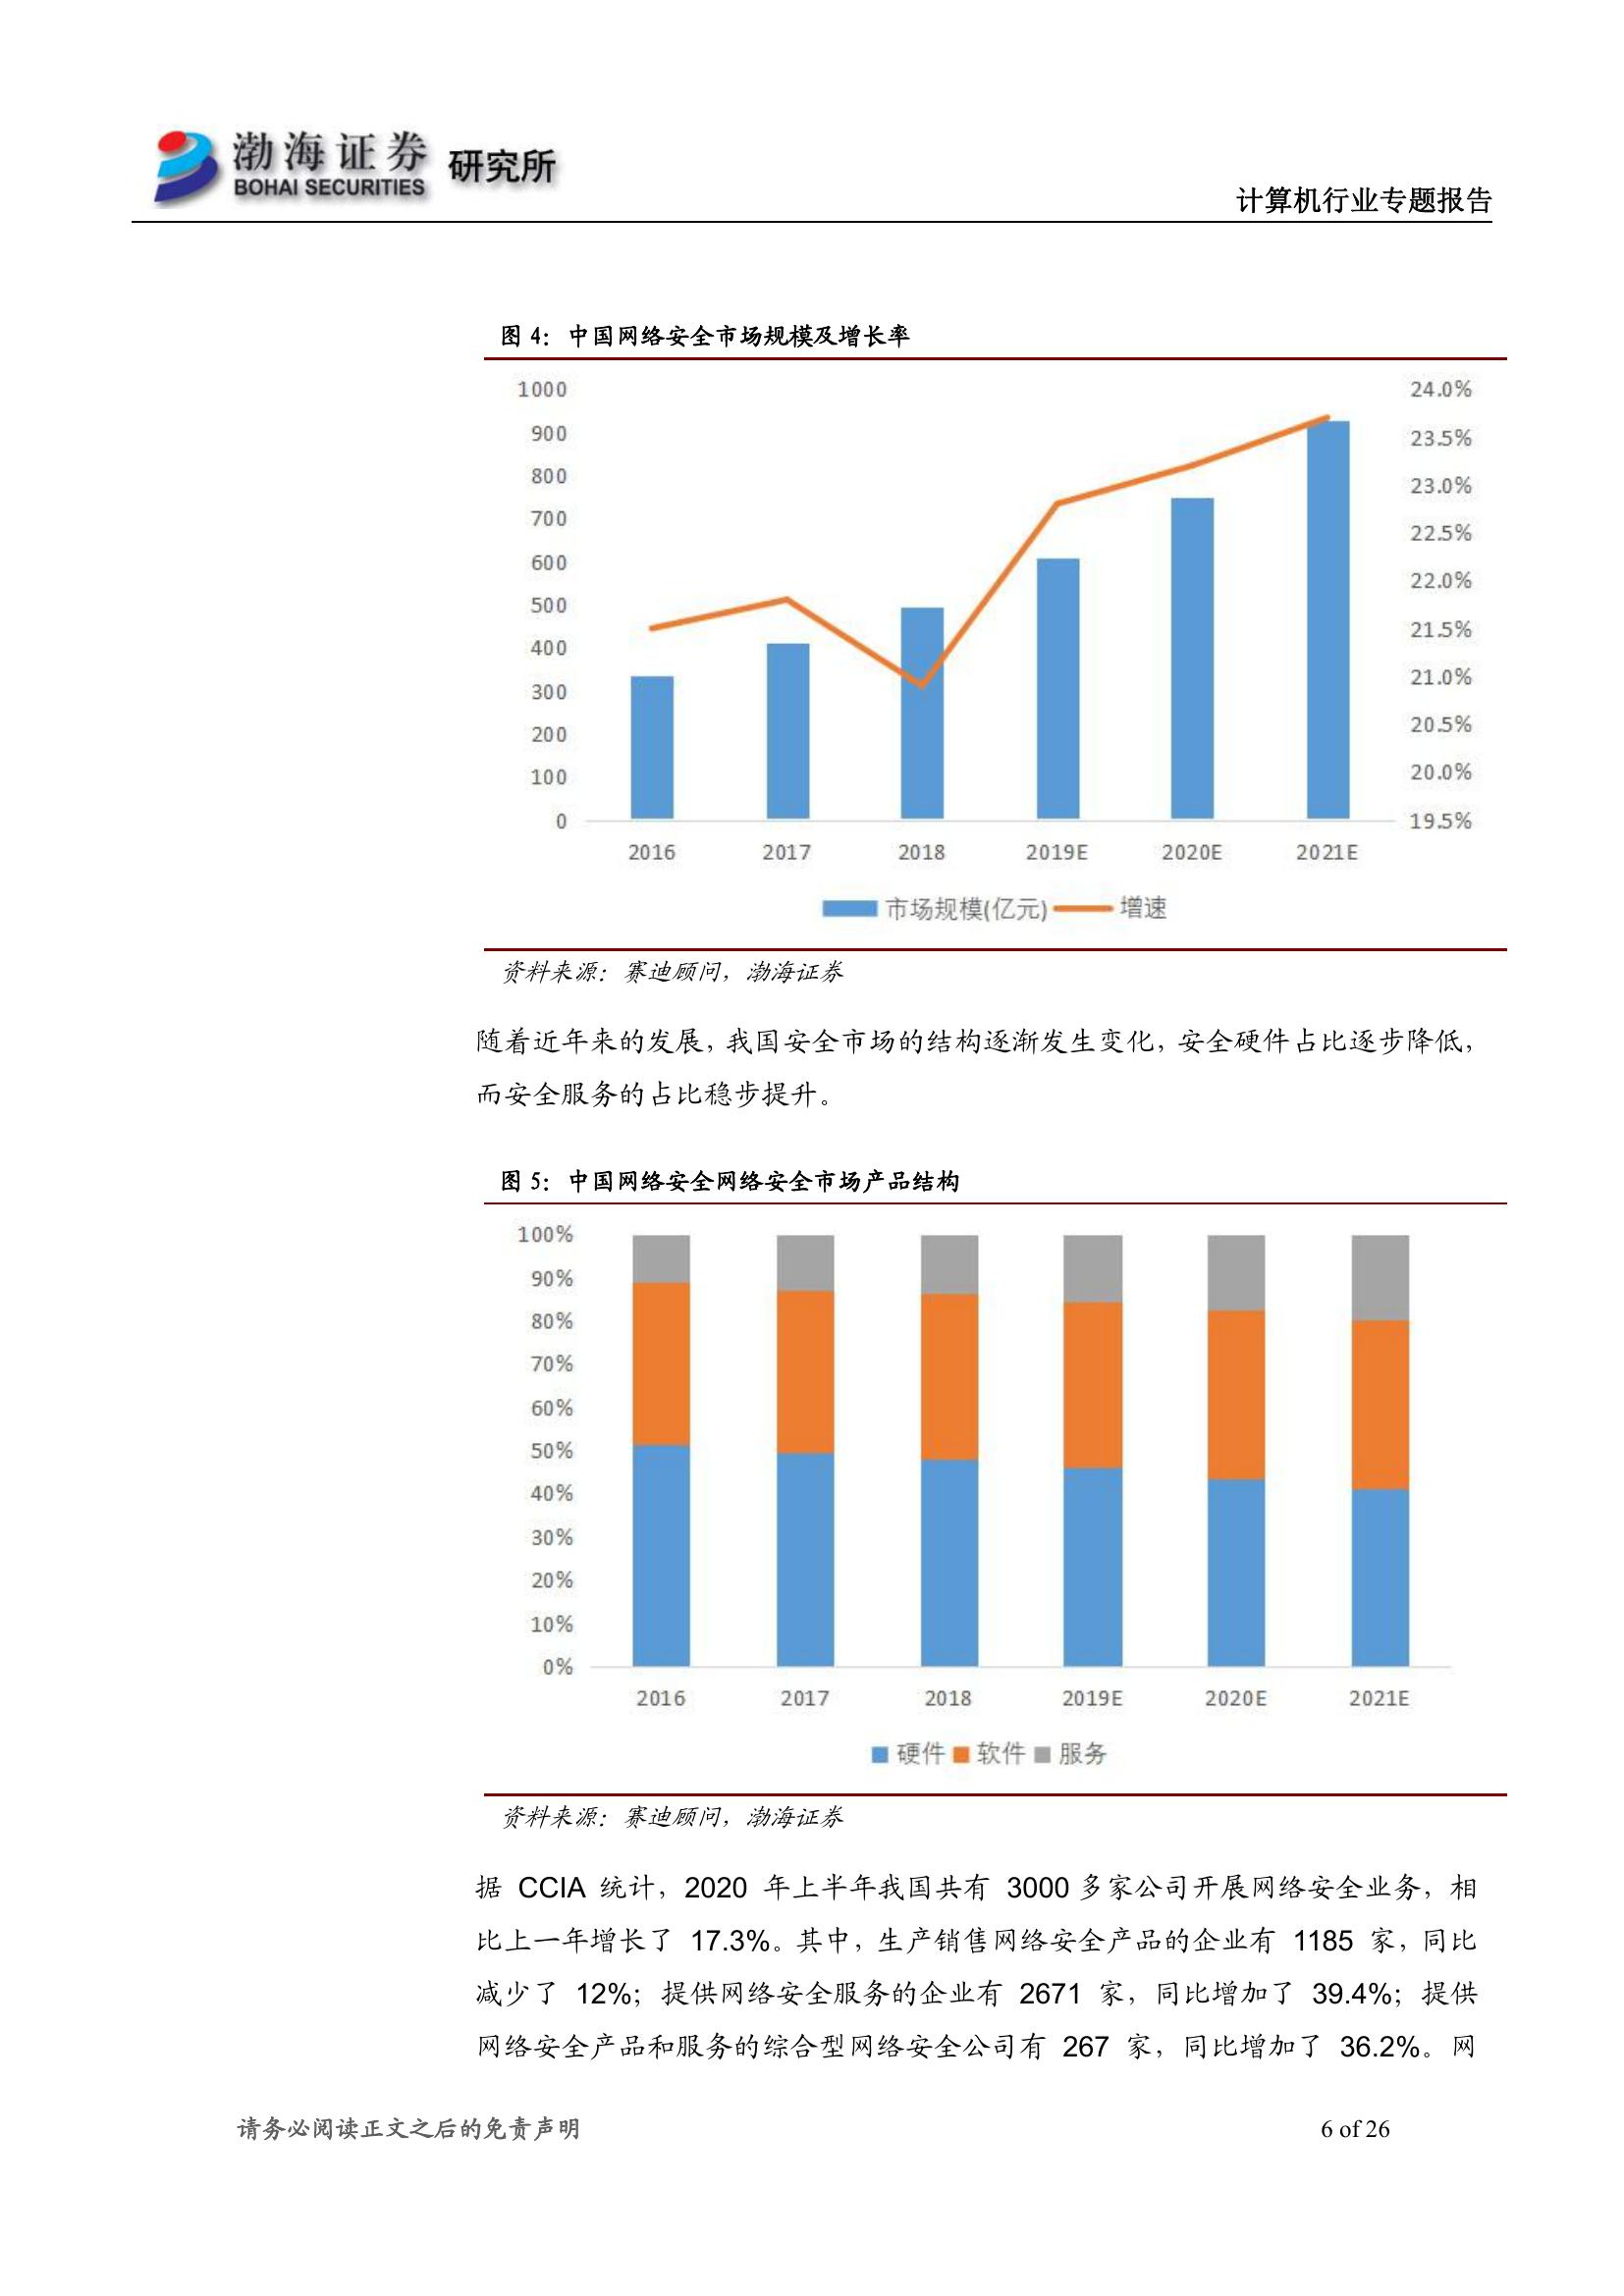 渤海证券 研究所
BOHAI SECURITIES
计算机行业专题报告
图 4：中国网络安全市场规模及增长率
1000
900
800
700
600
500
400
300
200
100
0
24.0%
23.5%
23.0%
22.5%
22.0%
21.5%
21.0%
20.5%
20.0%
19.5%
2016 2017 2018 2019E 2020E 2021E
市场规模(亿元) 增速
资料来源：赛迪顾问，渤海证券
随着近年来的发展，我国安全市场的结构逐渐发生变化，安全硬件占比逐步降低，
而安全服务的占比稳步提升。
图 5：中国网络安全网络安全市场产品结构
100%
90%
80%
70%
60%
50%
40%
30%
20%
10%
0%
2016 2017 2018 2019E 2020E 2021E
硬件 软件 服务
资料来源：赛迪顾问，渤海证券
据 CCIA 统计，2020 年上半年我国共有 3000 多家公司开展网络安全业务，相
比上一年增长了 17.3%。其中，生产销售网络安全产品的企业有 1185 家，同比
减少了 12%；提供网络安全服务的企业有 2671 家，同比增加了 39.4%；提供
网络安全产品和服务的综合型网络安全公司有 267 家，同比增加了 36.2%。网
请务必阅读正文之后的免责声明
6 of 26